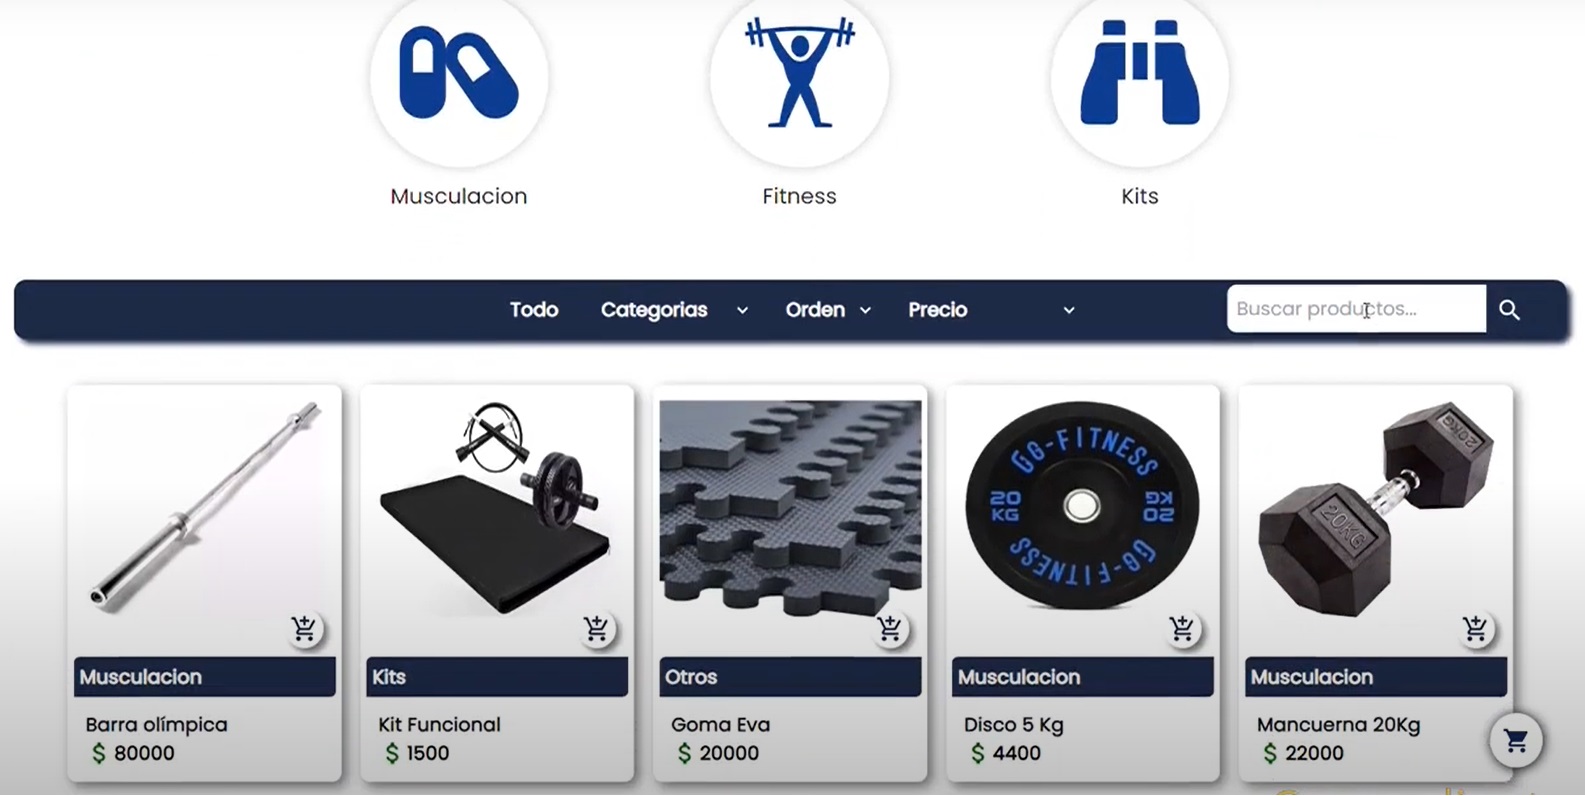 Musculacion
Fitness
Kits
Todo
Categorias
Orden
Precio
Buscar productos...
GG-FITNESS
20
KG
20
KG
GG-FITNESS
20KG
20KG
Musculacion
Kits
Otros
Musculacion
Musculacion
Barra olímpica
$ 80000
Kit Funcional
$ 1500
Goma Eva
$ 20000
Disco 5 Kg
$ 4400
Mancuerna 20Kg
$ 22000